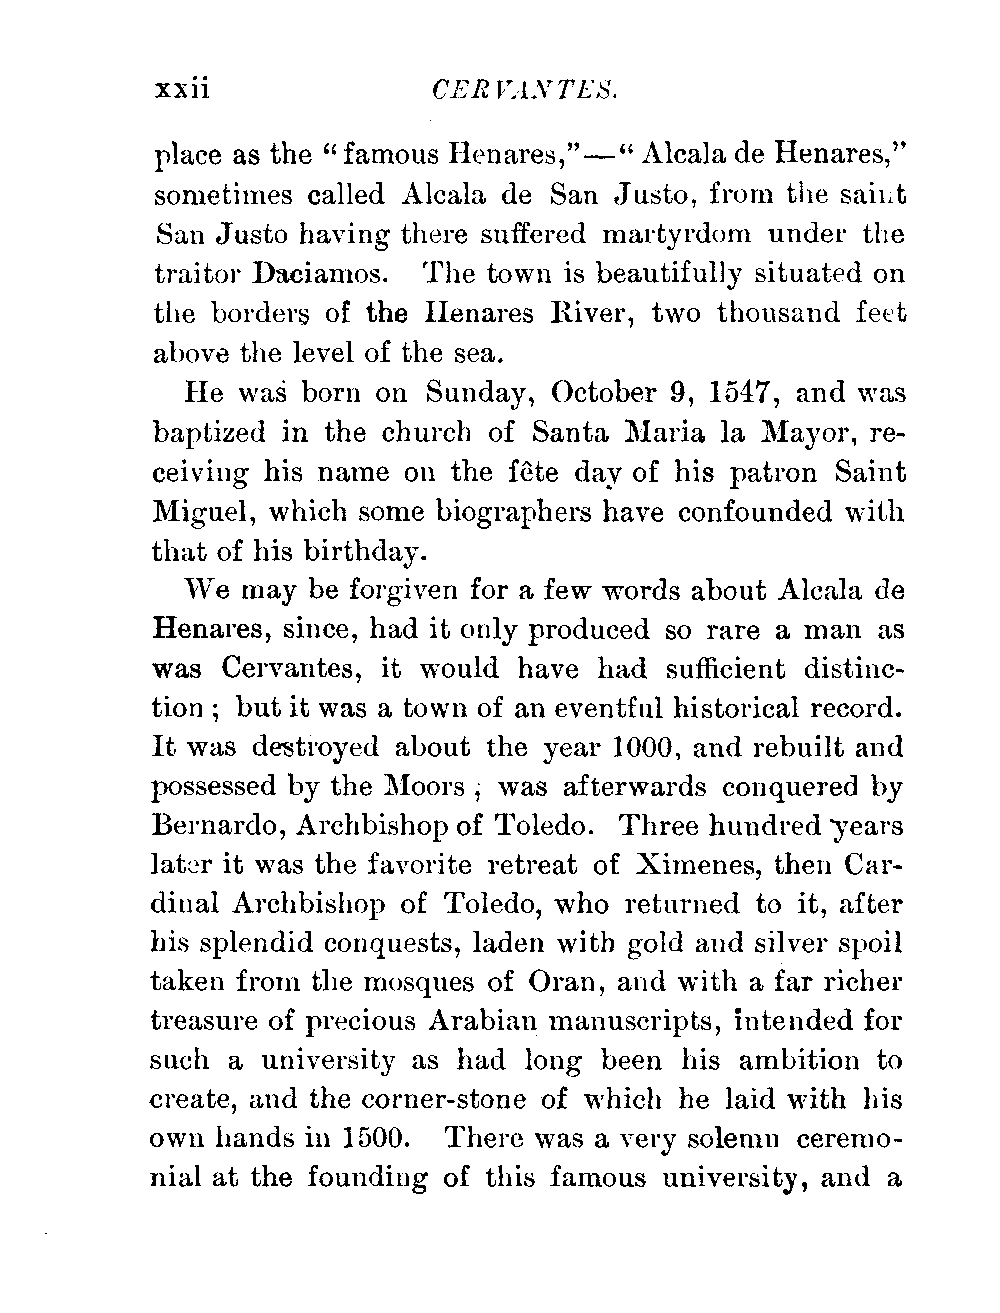 xxii CERVANTES.
place as the “famous Henares,”—“Alcala de Henares,”
sometimes called Alcala de San Justo, from the saint
San Justo having there suffered martyrdom under the
traitor Daciamos. The town is beautifully situated on
the borders of the Henares River, two thousand feet
above the level of the sea.
He was born on Sunday, October 9, 1547, and was
baptized in the church of Santa Maria la Mayor, re-
ceiving his name on the fête day of his patron Saint
Miguel, which some biographers have confounded with
that of his birthday.
We may be forgiven for a few words about Alcala de
Henares, since, had it only produced so rare a man as
was Cervantes, it would have had sufficient distinc-
tion; but it was a town of an eventful historical record.
It was destroyed about the year 1000, and rebuilt and
possessed by the Moors; was afterwards conquered by
Bernardo, Archbishop of Toledo. Three hundred years
later it was the favorite retreat of Ximenes, then Car-
dinal Archbishop of Toledo, who returned to it, after
his splendid conquests, laden with gold and silver spoil
taken from the mosques of Oran, and with a far richer
treasure of precious Arabian manuscripts, intended for
such a university as had long been his ambition to
create, and the corner-stone of which he laid with his
own hands in 1500. There was a very solemn ceremo-
nial at the founding of this famous university, and a